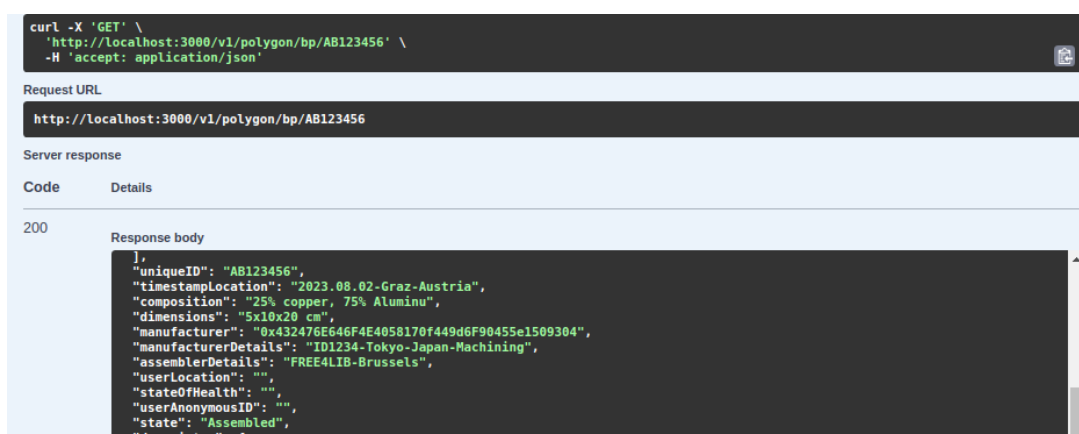 curl -X 'GET' \
'http://localhost:3000/v1/polygon/bp/AB123456' \
-H 'accept: application/json'
Request URL
http://localhost:3000/v1/polygon/bp/AB123456
Server response
Code Details
200
Response body
],
"uniqueID": "AB123456",
"timestampLocation": "2023.08.02-Graz-Austria",
"composition": "25% copper, 75% Aluminu",
"dimensions": "5x10x20 cm",
"manufacturer": "0x432476E646F4E4058170f449d6F90455e1509304",
"manufacturerDetails": "ID1234-Tokyo-Japan-Machining",
"assemblerDetails": "FREE4LIB-Brussels",
"userLocation": "",
"stateOfHealth": "",
"userAnonymousID": "",
"state": "Assembled",